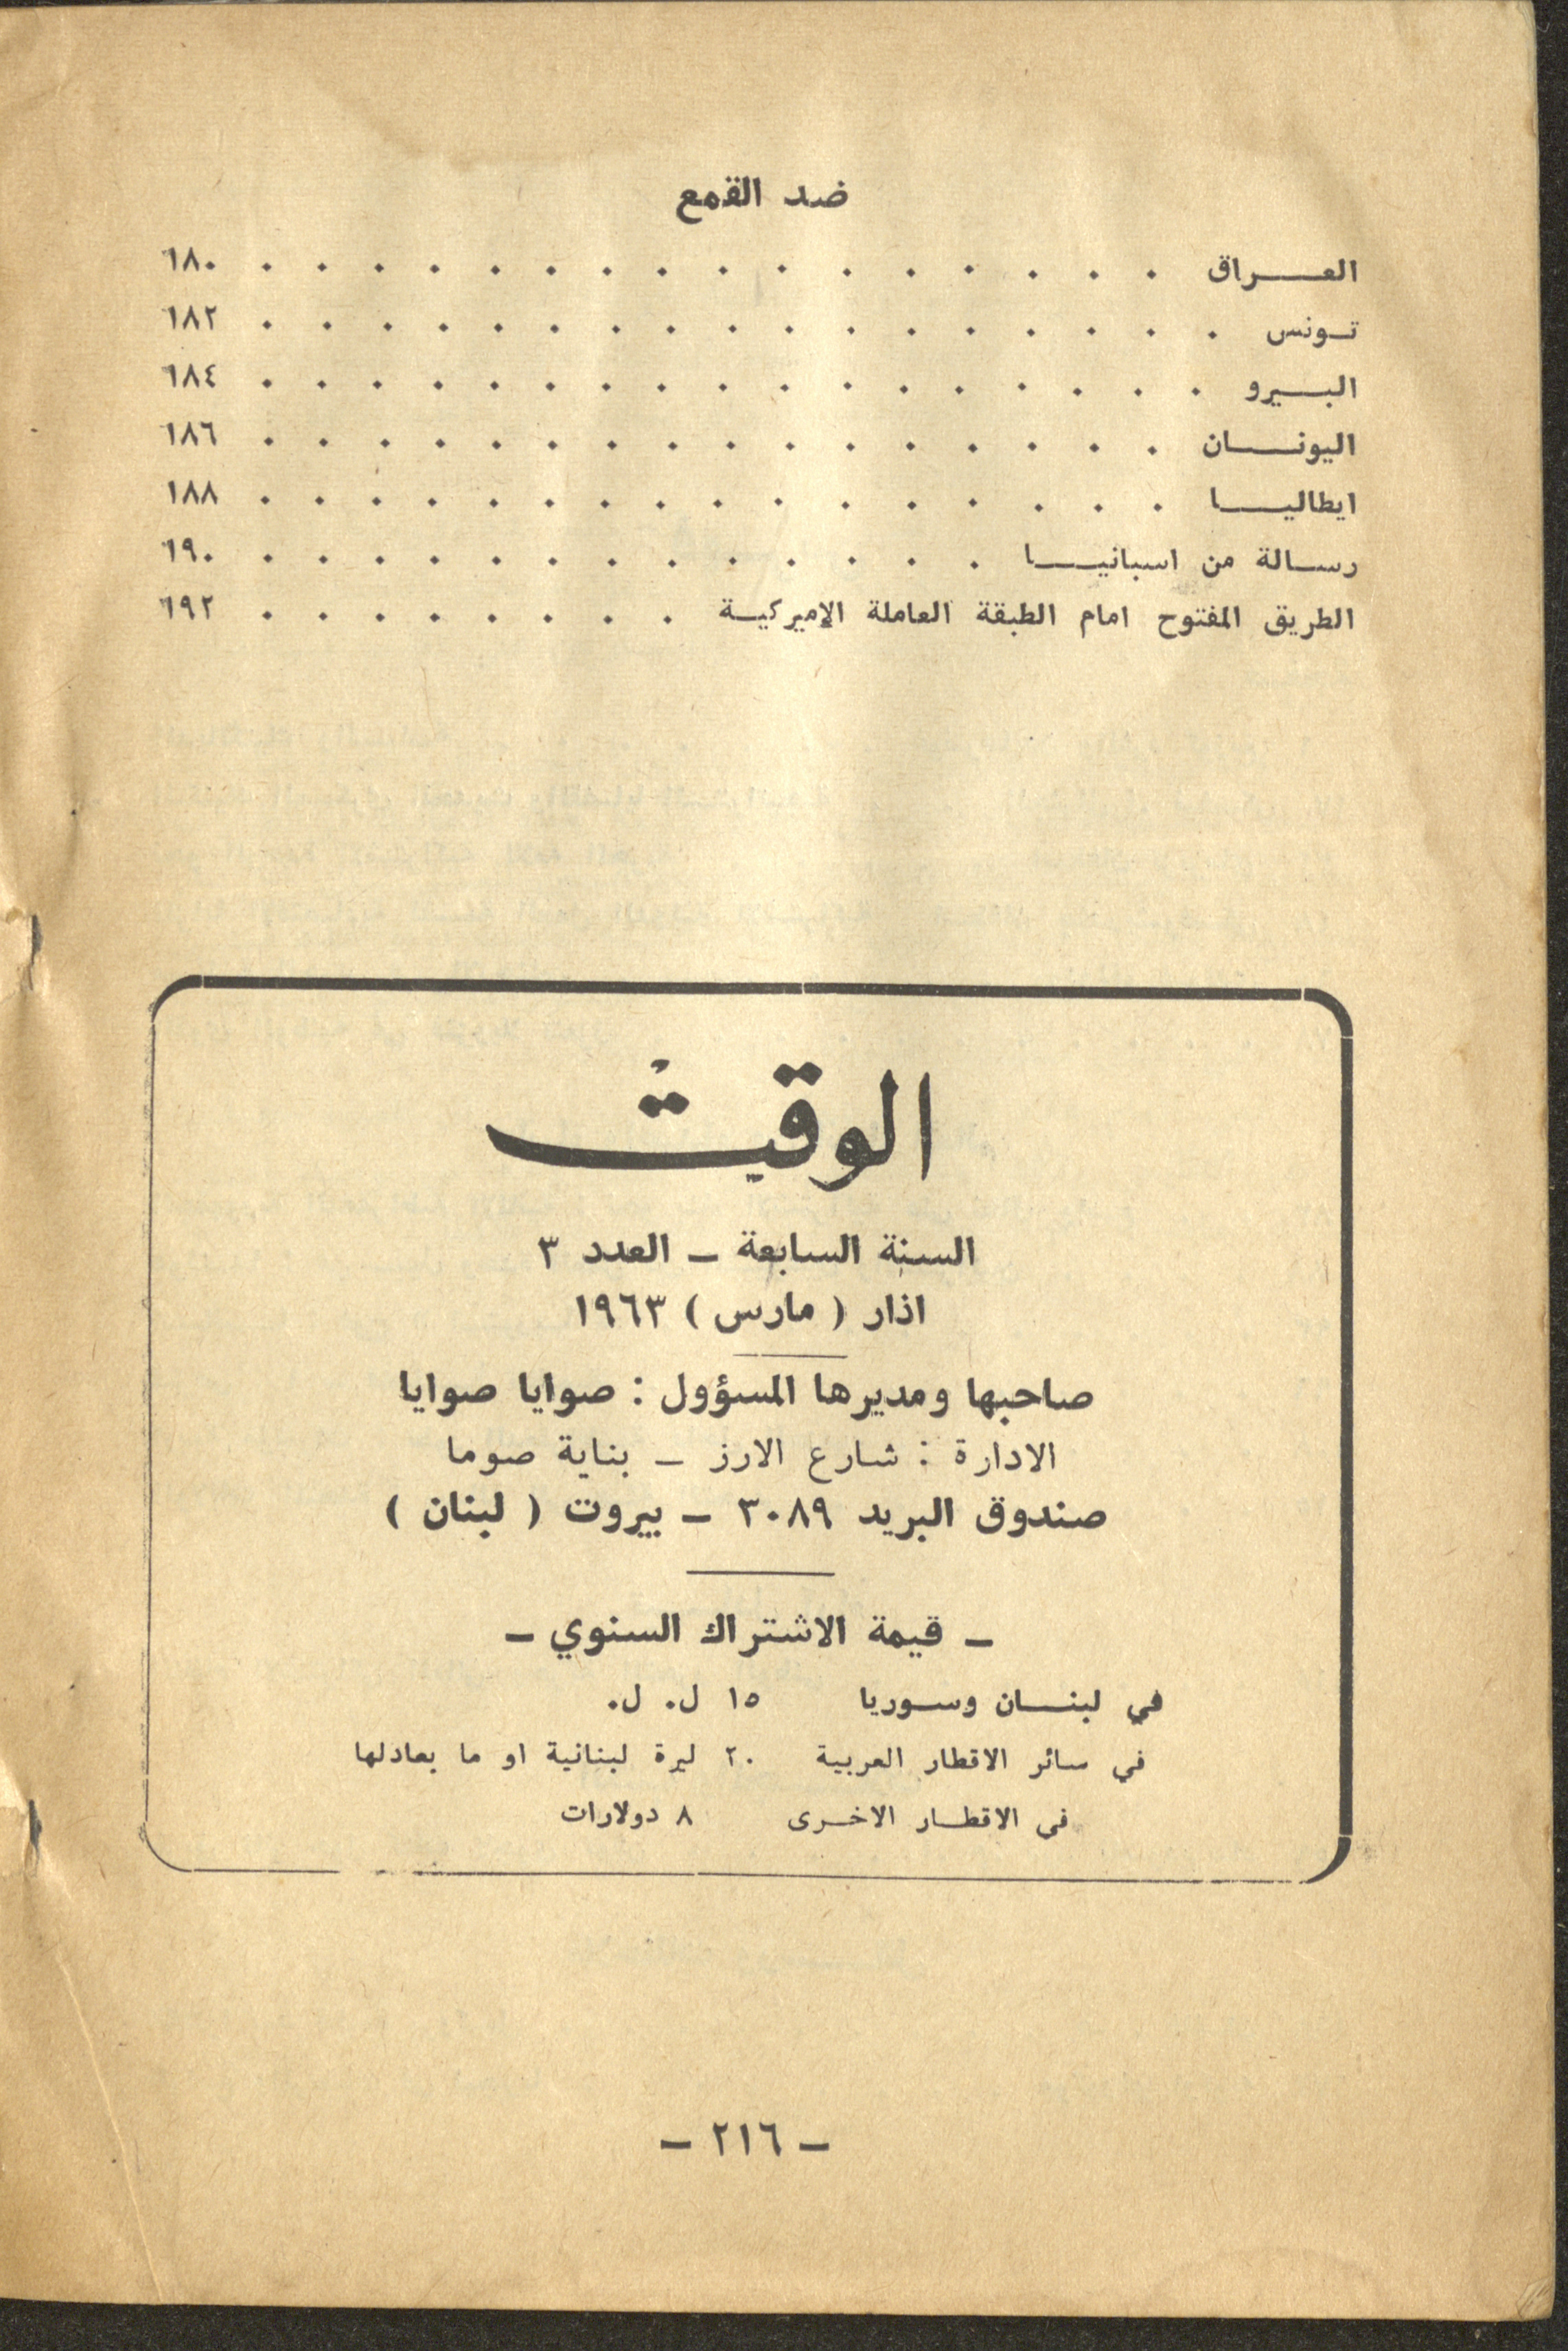 ضد القمع
العراق . . . . . . . . . . . . . . . . ١٨٠
تونس . . . . . . . . . . . . . . . . . ١٨٢
البيرو . . . . . . . . . . . . . . . . . ١٨٤
اليونان . . . . . . . . . . . . . . . . ١٨٦
ايطاليا . . . . . . . . . . . . . . . . ١٨٨
رسالة من اسبانيا . . . . . . . . . . . . . ١٩٠
الطريق المفتوح امام الطبقة العاملة الاميركية . . . . . . . . ١٩٢
الوقت
السنة السابعة – العدد ٣
اذار ( مارس ) ١٩٦٣
صاحبها ومديرها المسؤول : صوايا صوايا
الادارة : شارع الارز – بناية صوما
صندوق البريد ٣٠٨٩ – بيروت ( لبنان )
– قيمة الاشتراك السنوي –
في لبنان وسوريا ١٥ ل. ل.
في سائر الاقطار العربية ٢٠ ليرة لبنانية او ما يعادلها
في الاقطار الاخرى ٨ دولارات
– ٢١٦ –